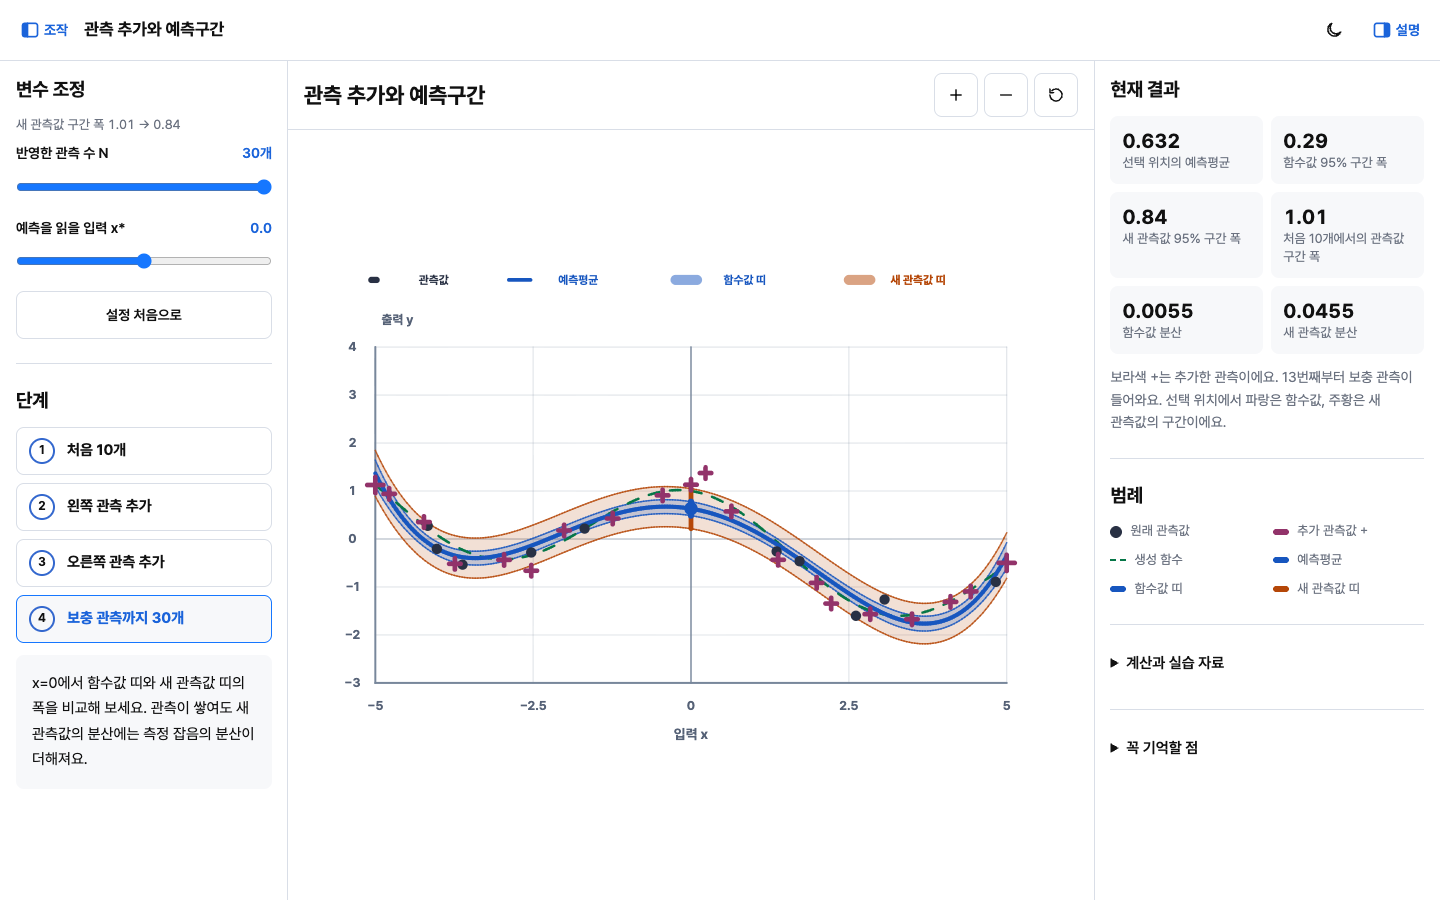 조작
관측 추가와 예측구간
설명
변수 조정
새 관측값 구간 폭 1.01 → 0.84
반영한 관측 수 N 30개
예측을 읽을 입력 x* 0.0
설정 처음으로
단계
1 처음 10개
2 왼쪽 관측 추가
3 오른쪽 관측 추가
4 보충 관측까지 30개
x=0에서 함수값 띠와 새 관측값 띠의
폭을 비교해 보세요. 관측이 쌓여도 새
관측값의 분산에는 측정 잡음의 분산이
더해져요.
관측 추가와 예측구간
관측값 예측평균 함수값 띠 새 관측값 띠
출력 y
4
3
2
1
0
−1
−2
−3
−5 −2.5 0 2.5 5
입력 x
현재 결과
0.632
선택 위치의 예측평균
0.29
함수값 95% 구간 폭
0.84
새 관측값 95% 구간 폭
1.01
처음 10개에서의 관측값
구간 폭
0.0055
함수값 분산
0.0455
새 관측값 분산
보라색 +는 추가한 관측이에요. 13번째부터 보충 관측이
들어와요. 선택 위치에서 파랑은 함수값, 주황은 새
관측값의 구간이에요.
범례
원래 관측값 추가 관측값 +
생성 함수 예측평균
함수값 띠 새 관측값 띠
계산과 실습 자료
꼭 기억할 점